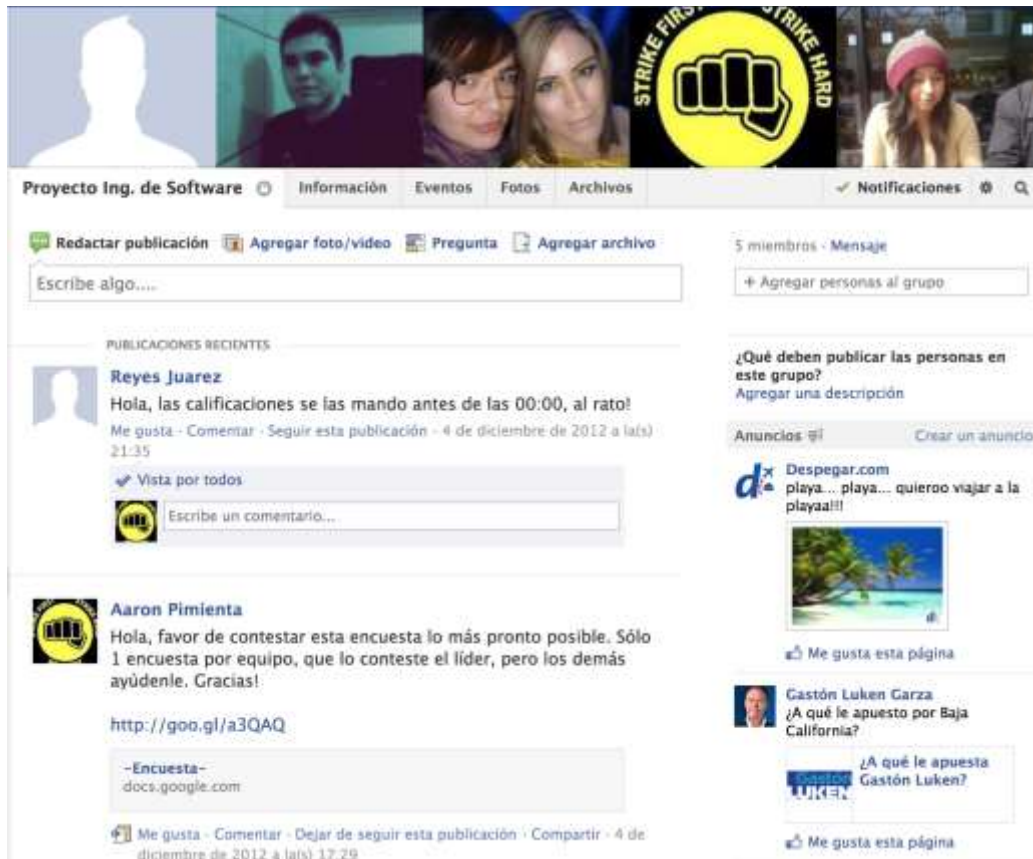 STRIKE FIRST STRIKE HARD
Proyecto Ing. de Software
Información
Eventos
Fotos
Archivos
Notificaciones
Redactar publicación
Agregar foto/video
Pregunta
Agregar archivo
Escribe algo....
PUBLICACIONES RECIENTES
Reyes Juarez
Hola, las calificaciones se las mando antes de las 00:00, al rato!
Me gusta · Comentar · Seguir esta publicación · 4 de diciembre de 2012 a la(s)
21:35
Vista por todos
Escribe un comentario...
Aaron Pimienta
Hola, favor de contestar esta encuesta lo más pronto posible. Sólo
1 encuesta por equipo, que lo conteste el líder, pero los demás
ayúdenle. Gracias!
http://goo.gl/a3QAQ
-Encuesta-
docs.google.com
Me gusta · Comentar · Dejar de seguir esta publicación · Compartir · 4 de
diciembre de 2012 a la(s) 17:29
5 miembros · Mensaje
+ Agregar personas al grupo
¿Qué deben publicar las personas en
este grupo?
Agregar una descripción
Anuncios
Crear un anuncio
Despegar.com
playa... playa... quieroo viajar a la
playaa!!!
Me gusta esta página
Gastón Luken Garza
¿A qué le apuesto por Baja
California?
Gastón
LUKEN
¿A qué le apuesta
Gastón Luken?
Me gusta esta página